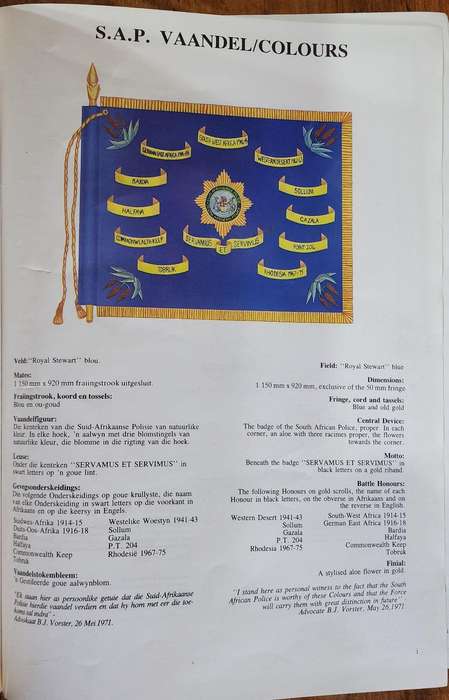 S.A.P. VAANDEL/COLOURS
SOUTH WEST AFRICA 1914-15
GERMAN EAST AFRICA 1916-18
WESTERN DESERT 1941-43
BARDIA
SOLLUM
HALFAYA
GAZALA
COMMONWEALTH KEEP
POINT 204
SERVAMUS ET SERVIMUS
TOBRUK
RHODESIA 1967-75
Veld: "Royal Stewart" blou.
Mates:
1 150 mm x 920 mm fraiingstrook uitgesluit.
Fraiingstrook, koord en tossels:
Blou en ou-goud
Vaandelfiguur:
Die kenteken van die Suid-Afrikaanse Polisie van natuurlike
kleur. In elke hoek, 'n aalwyn met drie blomstingels van
natuurlike kleur, die blomme in die rigting van die hoek.
Leuse:
Onder die kenteken "SERVAMUS ET SERVIMUS" in
swart letters op 'n goue lint.
Gevegsonderskeidings:
Die volgende Onderskeidings op goue krullyste, die naam
van elke Onderskeiding in swart letters op die voorkant in
Afrikaans en op die keersy in Engels.
Suidwes-Afrika 1914-15
Duits-Oos-Afrika 1916-18
Bardia
Halfaya
Commonwealth Keep
Tobruk
Westelike Woestyn 1941-43
Sollum
Gazala
P.T. 204
Rhodesië 1967-75
Vaandelstokembleem:
'n Gestileerde goue aalwynblom.
"Ek staan hier as persoonlike getuie dat die Suid-Afrikaanse
Polisie hierdie vaandel verdien en dat hy hom met eer die toe-
koms sal indra" -
Advokaat B.J. Vorster, 26 Mei 1971.
Field: "Royal Stewart" blue
Dimensions:
1 150 mm x 920 mm, exclusive of the 50 mm fringe
Fringe, cord and tassels:
Blue and old gold
Central Device:
The badge of the South African Police, proper. In each
corner, an aloe with three racimes proper, the flowers
towards the corner.
Motto:
Beneath the badge "SERVAMUS ET SERVIMUS" in
black letters on a gold riband.
Battle Honours:
The following Honours on gold scrolls, the name of each
Honour in black letters, on the obverse in Afrikaans and on
the reverse in English.
Western Desert 1941-43
Sollum
Gazala
P.T. 204
Rhodesia 1967-75
South-West Africa 1914-15
German East Africa 1916-18
Bardia
Halfaya
Commonwealth Keep
Tobruk
Finial:
A stylised aloe flower in gold.
"I stand here as personal witness to the fact that the South
African Police is worthy of these Colours and that the Force
will carry them with great distinction in future"
Advocate B.J. Vorster, May 26,1971
1